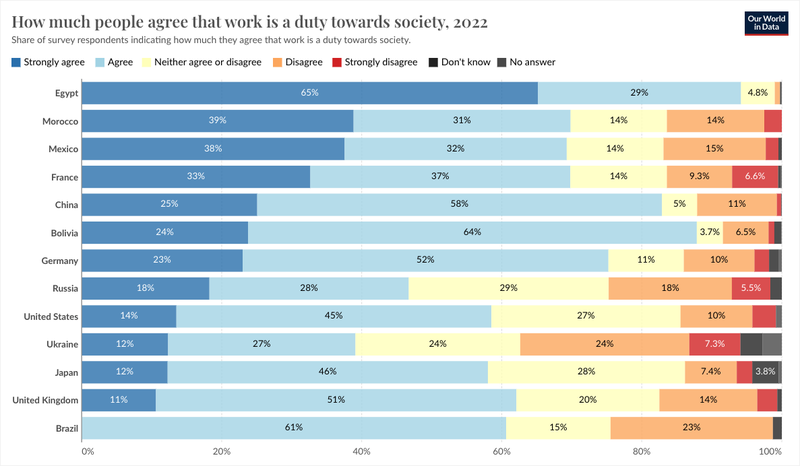 How much people agree that work is a duty towards society, 2022
Our World
in Data
Share of survey respondents indicating how much they agree that work is a duty towards society.
Strongly agree Agree Neither agree or disagree Disagree Strongly disagree Don't know No answer
Egypt 65% 29% 4.8%
Morocco 39% 31% 14% 14%
Mexico 38% 32% 14% 15%
France 33% 37% 14% 9.3% 6.6%
China 25% 58% 5% 11%
Bolivia 24% 64% 3.7% 6.5%
Germany 23% 52% 11% 10%
Russia 18% 28% 29% 18% 5.5%
United States 14% 45% 27% 10%
Ukraine 12% 27% 24% 24% 7.3%
Japan 12% 46% 28% 7.4% 3.8%
United Kingdom 11% 51% 20% 14%
Brazil 61% 15% 23%
0% 20% 40% 60% 80% 100%